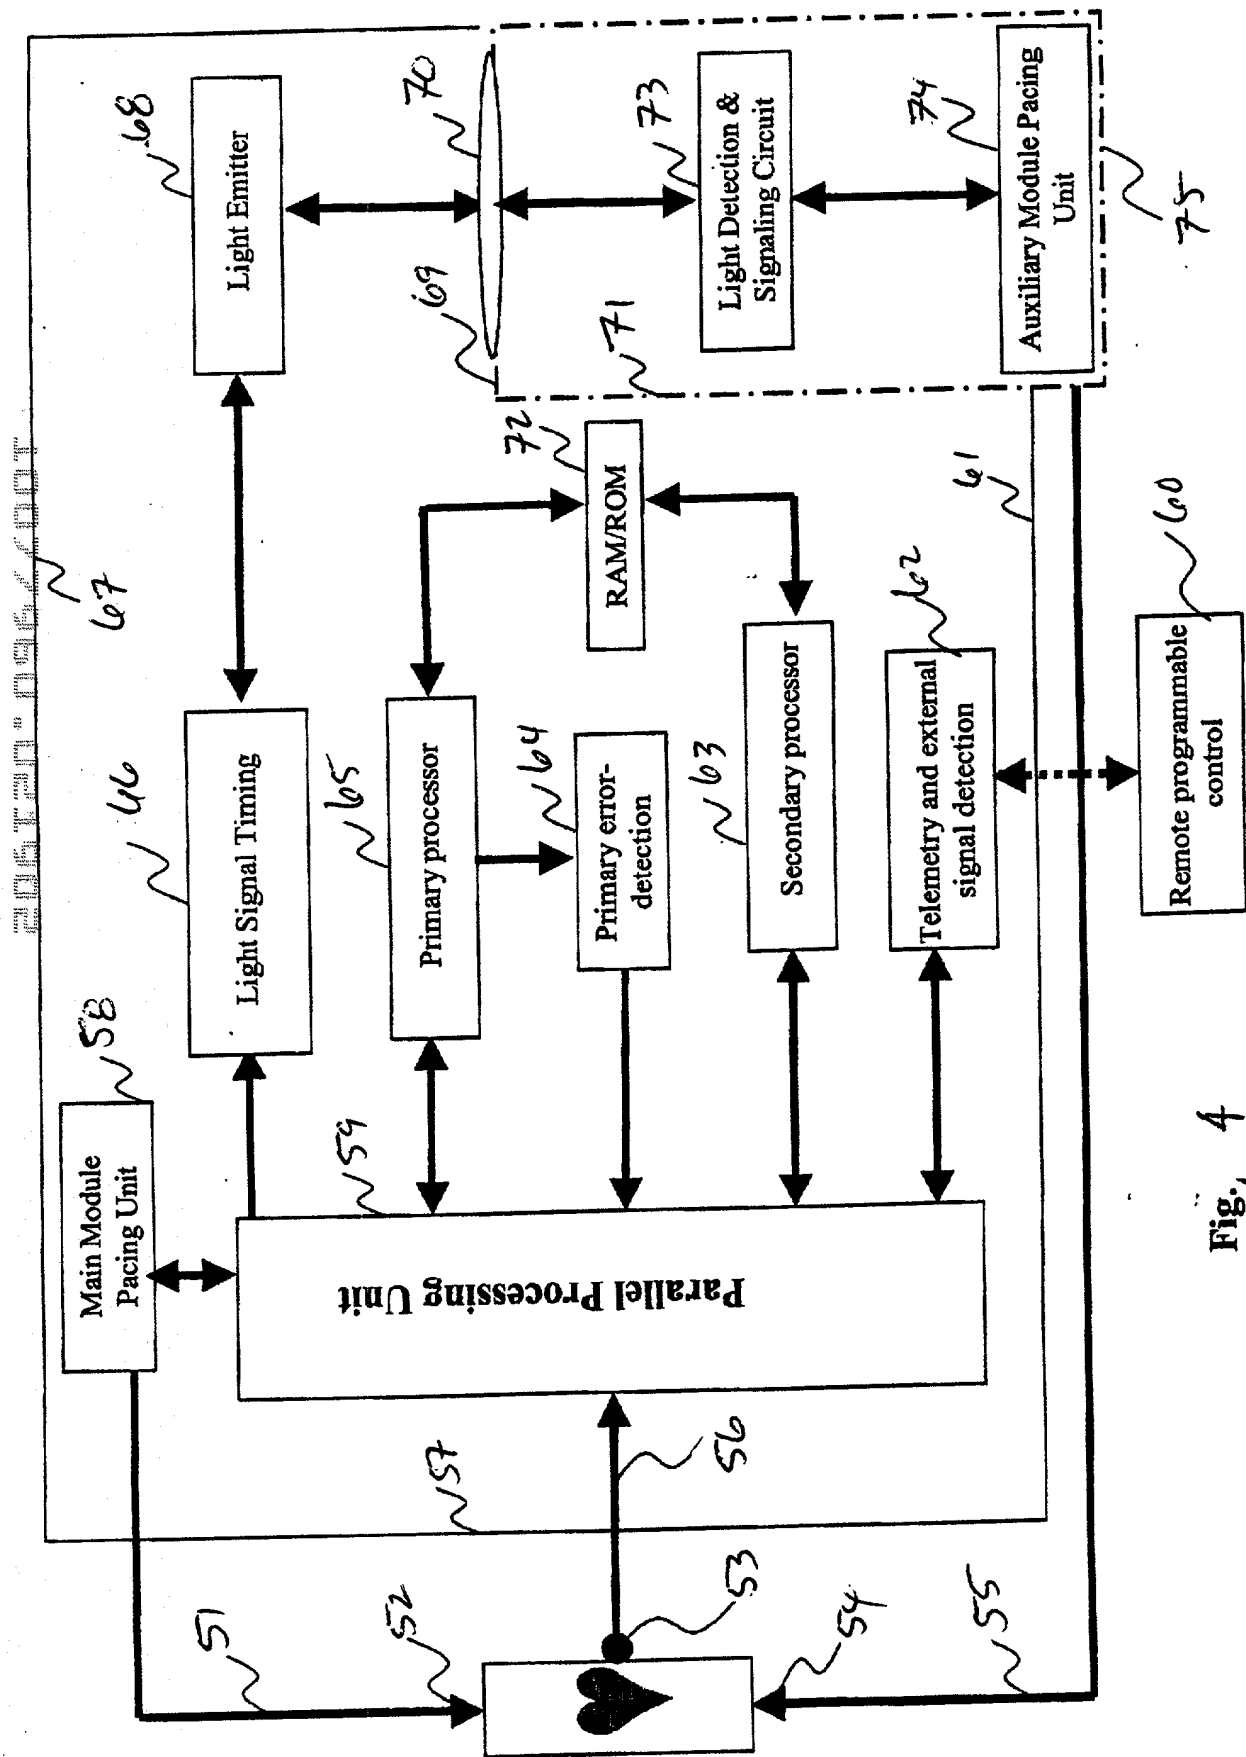 67
Main Module
Pacing Unit
58
Light Signal Timing
46
Light Emitter
68
51
59
Primary processor
65
69
70
52
Primary error-
detection
64
RAM/ROM
72
71
Light Detection &
Signaling Circuit
73
Parallel Processing Unit
53
56
57
Secondary processor
63
54
Telemetry and external
signal detection
62
61
Auxiliary Module Pacing
Unit
74
55
Remote programmable
control
60
75
Fig. 4